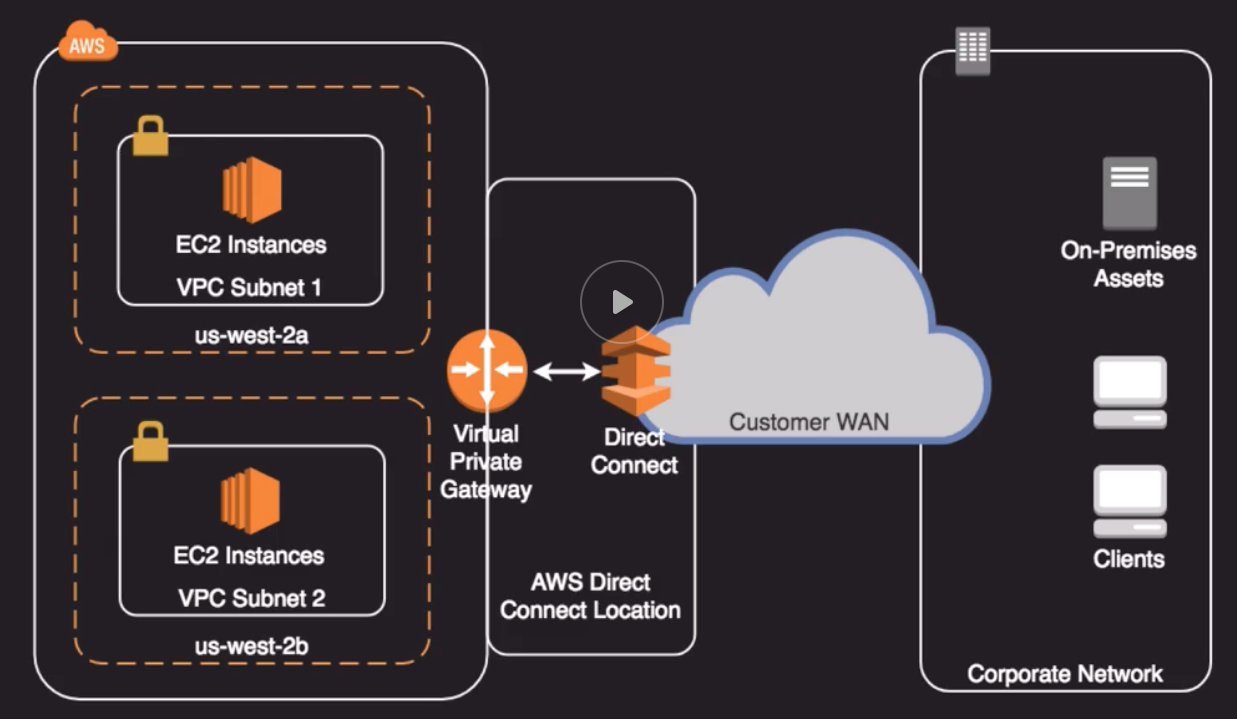 AWS
EC2 Instances
VPC Subnet 1
us-west-2a
EC2 Instances
VPC Subnet 2
us-west-2b
Virtual
Private
Gateway
Direct
Connect
AWS Direct
Connect Location
Customer WAN
On-Premises
Assets
Clients
Corporate Network